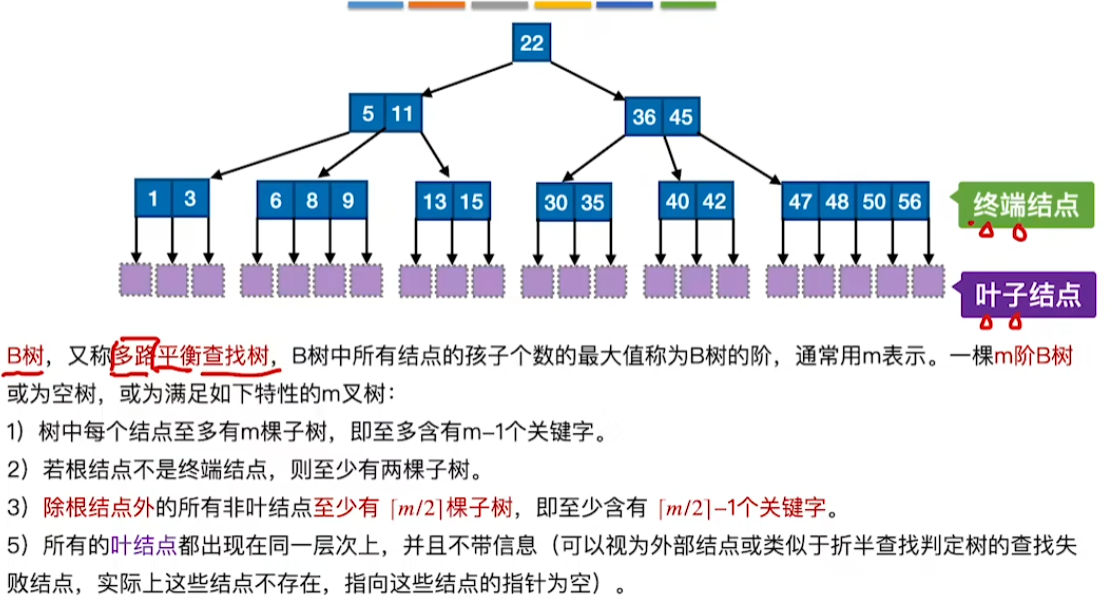 22
5 11
36 45
1 3
6 8 9
13 15
30 35
40 42
47 48 50 56
终端结点
叶子结点
B树，又称多路平衡查找树，B树中所有结点的孩子个数的最大值称为B树的阶，通常用m表示。一棵m阶B树
或为空树，或为满足如下特性的m叉树：
1）树中每个结点至多有m棵子树，即至多含有m-1个关键字。
2）若根结点不是终端结点，则至少有两棵子树。
3）除根结点外的所有非叶结点至少有 ⌈m/2⌉棵子树，即至少含有 ⌈m/2⌉-1个关键字。
5）所有的叶结点都出现在同一层次上，并且不带信息（可以视为外部结点或类似于折半查找判定树的查找失
败结点，实际上这些结点不存在，指向这些结点的指针为空）。